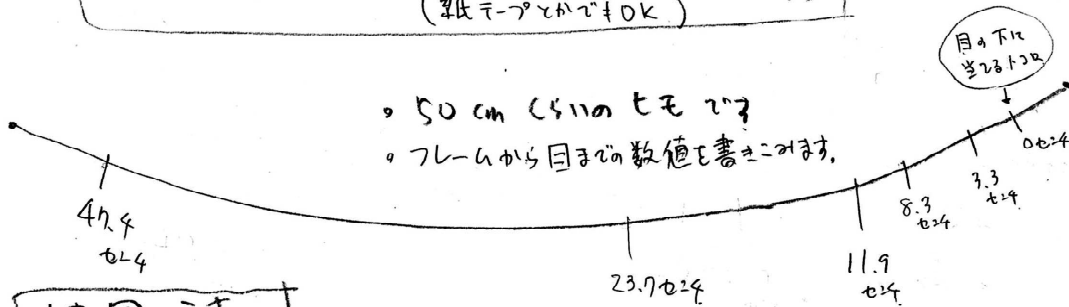 (紙テープとかでもOK)
目の下に
当てるトコロ
。50cmくらいのヒモです
。フレームから目までの数値を書きこみます。
0センチ
3.3
センチ
8.3
センチ
11.9
センチ
23.7センチ
47.4
センチ